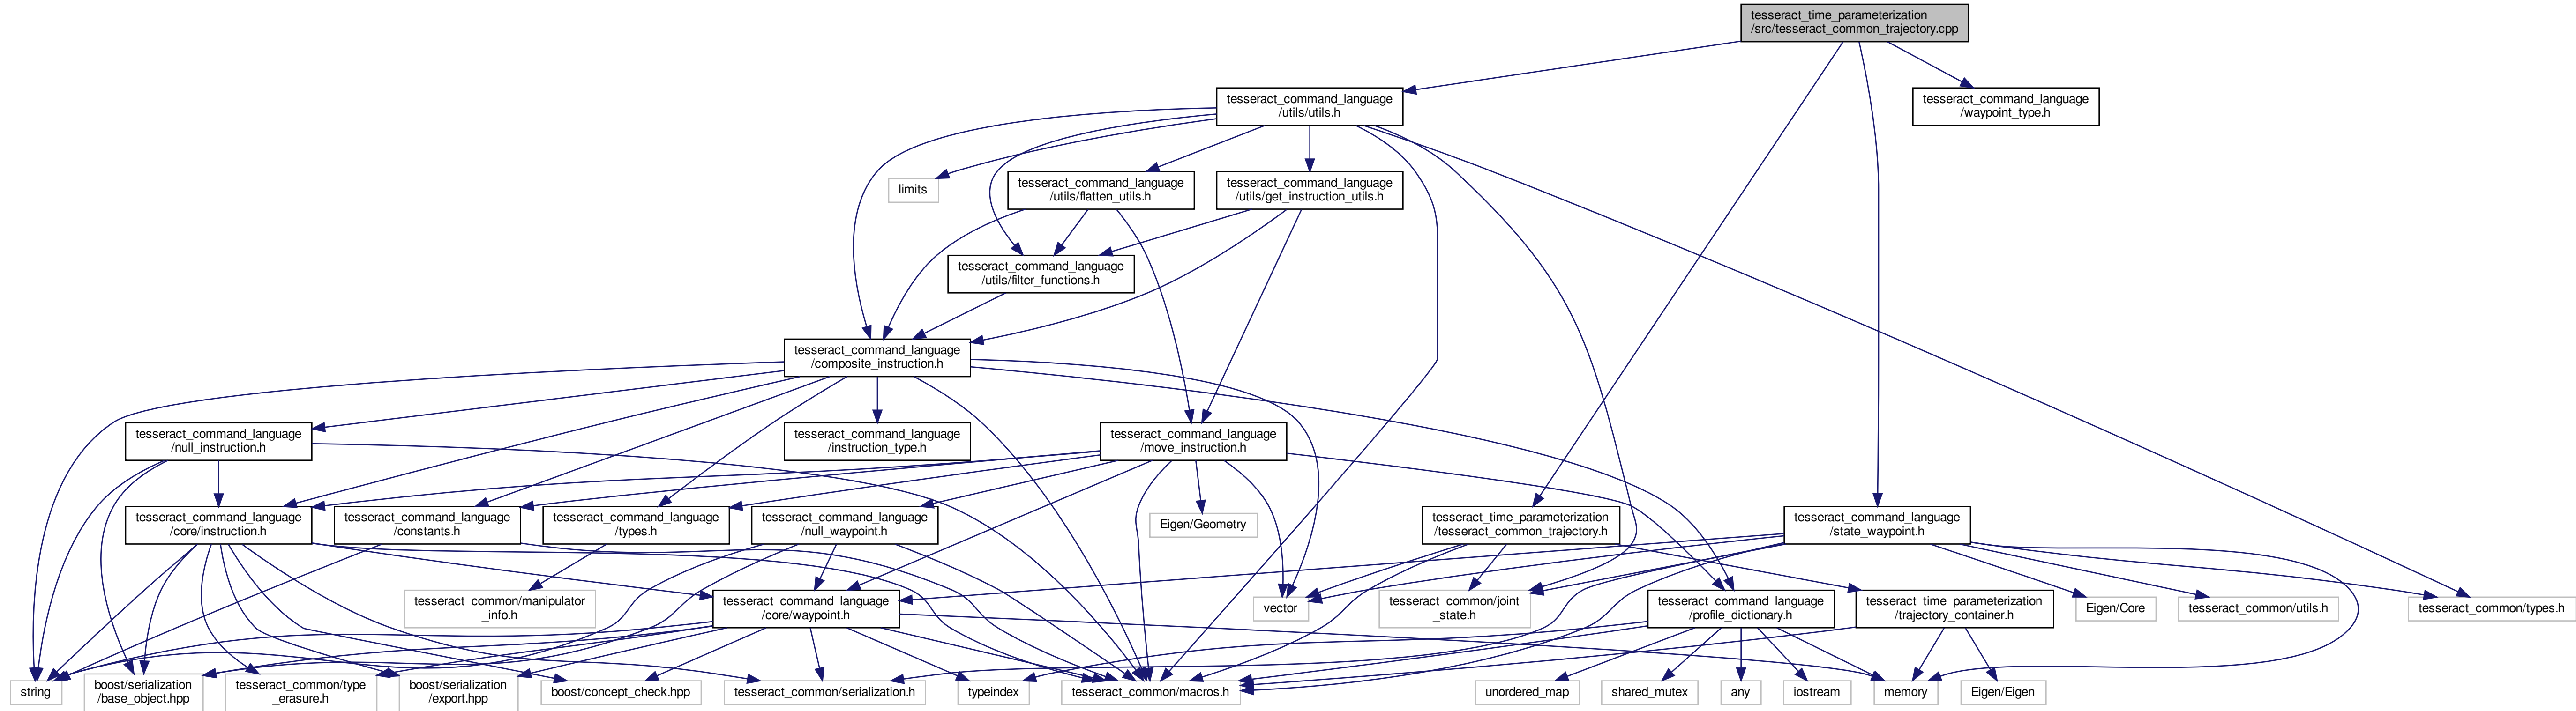 tesseract_time_parameterization
/src/tesseract_common_trajectory.cpp
tesseract_command_language
/utils/utils.h
tesseract_command_language
/waypoint_type.h
limits
tesseract_command_language
/utils/flatten_utils.h
tesseract_command_language
/utils/get_instruction_utils.h
tesseract_command_language
/utils/filter_functions.h
tesseract_command_language
/composite_instruction.h
tesseract_command_language
/null_instruction.h
tesseract_command_language
/instruction_type.h
tesseract_command_language
/move_instruction.h
tesseract_command_language
/core/instruction.h
tesseract_command_language
/constants.h
tesseract_command_language
/types.h
tesseract_command_language
/null_waypoint.h
Eigen/Geometry
tesseract_time_parameterization
/tesseract_common_trajectory.h
tesseract_command_language
/state_waypoint.h
tesseract_common/manipulator
_info.h
tesseract_command_language
/core/waypoint.h
vector
tesseract_common/joint
_state.h
tesseract_command_language
/profile_dictionary.h
tesseract_time_parameterization
/trajectory_container.h
Eigen/Core
tesseract_common/utils.h
tesseract_common/types.h
string
boost/serialization
/base_object.hpp
tesseract_common/type
_erasure.h
boost/serialization
/export.hpp
boost/concept_check.hpp
tesseract_common/serialization.h
typeindex
tesseract_common/macros.h
unordered_map
shared_mutex
any
iostream
memory
Eigen/Eigen